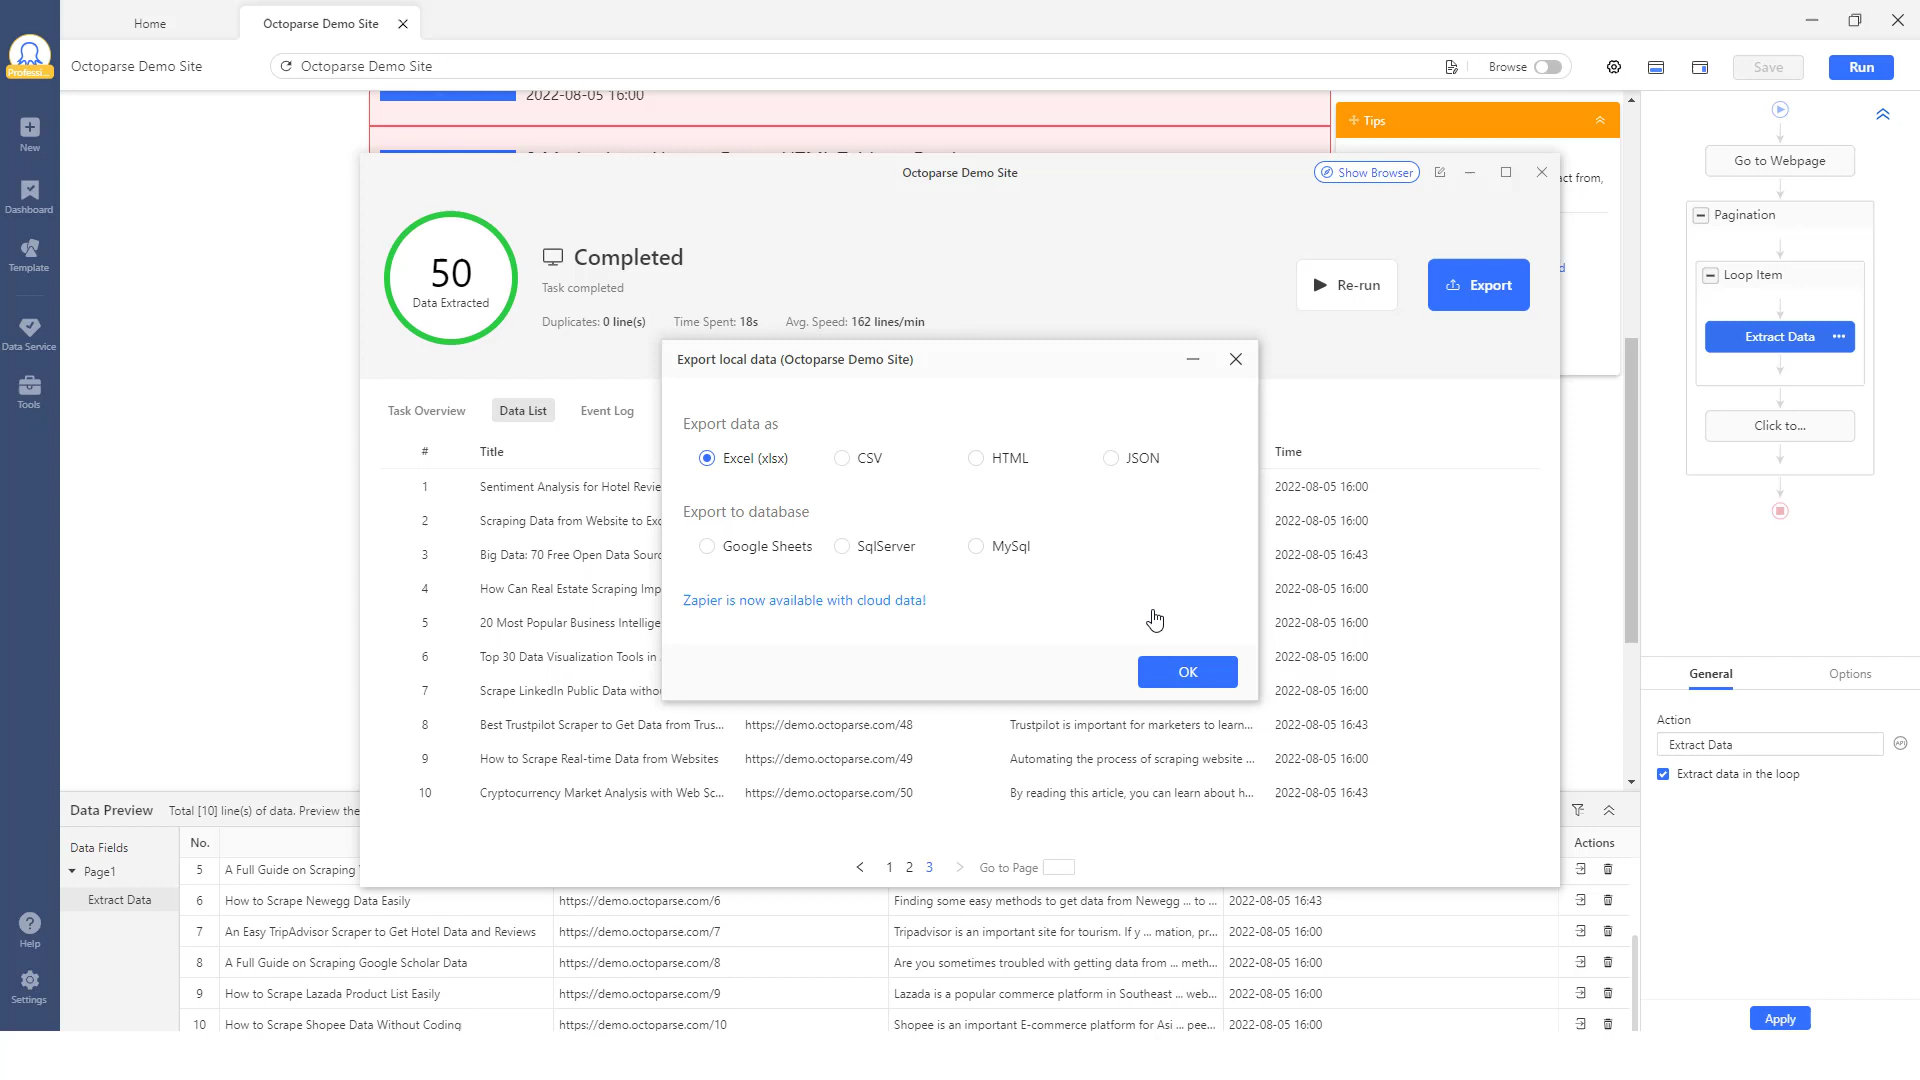 Home
Octoparse Demo Site
Professi...
Octoparse Demo Site
Octoparse Demo Site
Browse
Save
Run
New
Dashboard
Template
Data Service
Tools
Help
Settings
2022-08-05 16:00
Tips
act from,
Octoparse Demo Site
Show Browser
50
Data Extracted
Completed
Task completed
Duplicates: 0 line(s) Time Spent: 18s Avg. Speed: 162 lines/min
Re-run
Export
Task Overview Data List Event Log
# Title Time
1 Sentiment Analysis for Hotel Revie 2022-08-05 16:00
2 Scraping Data from Website to Exc 2022-08-05 16:00
3 Big Data: 70 Free Open Data Sourc 2022-08-05 16:43
4 How Can Real Estate Scraping Imp 2022-08-05 16:00
5 20 Most Popular Business Intellige 2022-08-05 16:00
6 Top 30 Data Visualization Tools in 2022-08-05 16:00
7 Scrape LinkedIn Public Data witho 2022-08-05 16:00
8 Best Trustpilot Scraper to Get Data from Trus... https://demo.octoparse.com/48 Trustpilot is important for marketers to learn... 2022-08-05 16:43
9 How to Scrape Real-time Data from Websites https://demo.octoparse.com/49 Automating the process of scraping website ... 2022-08-05 16:00
10 Cryptocurrency Market Analysis with Web Sc... https://demo.octoparse.com/50 By reading this article, you can learn about h... 2022-08-05 16:43
1 2 3 Go to Page
Export local data (Octoparse Demo Site)
Export data as
Excel (xlsx) CSV HTML JSON
Export to database
Google Sheets SqlServer MySql
Zapier is now available with cloud data!
OK
Go to Webpage
Pagination
Loop Item
Extract Data
Click to...
General Options
Action
Extract Data
API
Extract data in the loop
Apply
Data Preview Total [10] line(s) of data. Preview the
Data Fields
Page1
Extract Data
No. Actions
5 A Full Guide on Scraping
6 How to Scrape Newegg Data Easily https://demo.octoparse.com/6 Finding some easy methods to get data from Newegg ... to ... 2022-08-05 16:43
7 An Easy TripAdvisor Scraper to Get Hotel Data and Reviews https://demo.octoparse.com/7 Tripadvisor is an important site for tourism. If y ... mation, pr... 2022-08-05 16:00
8 A Full Guide on Scraping Google Scholar Data https://demo.octoparse.com/8 Are you sometimes troubled with getting data from ... meth... 2022-08-05 16:00
9 How to Scrape Lazada Product List Easily https://demo.octoparse.com/9 Lazada is a popular commerce platform in Southeast ... web... 2022-08-05 16:00
10 How to Scrape Shopee Data Without Coding https://demo.octoparse.com/10 Shopee is an important E-commerce platform for Asi ... pee... 2022-08-05 16:00